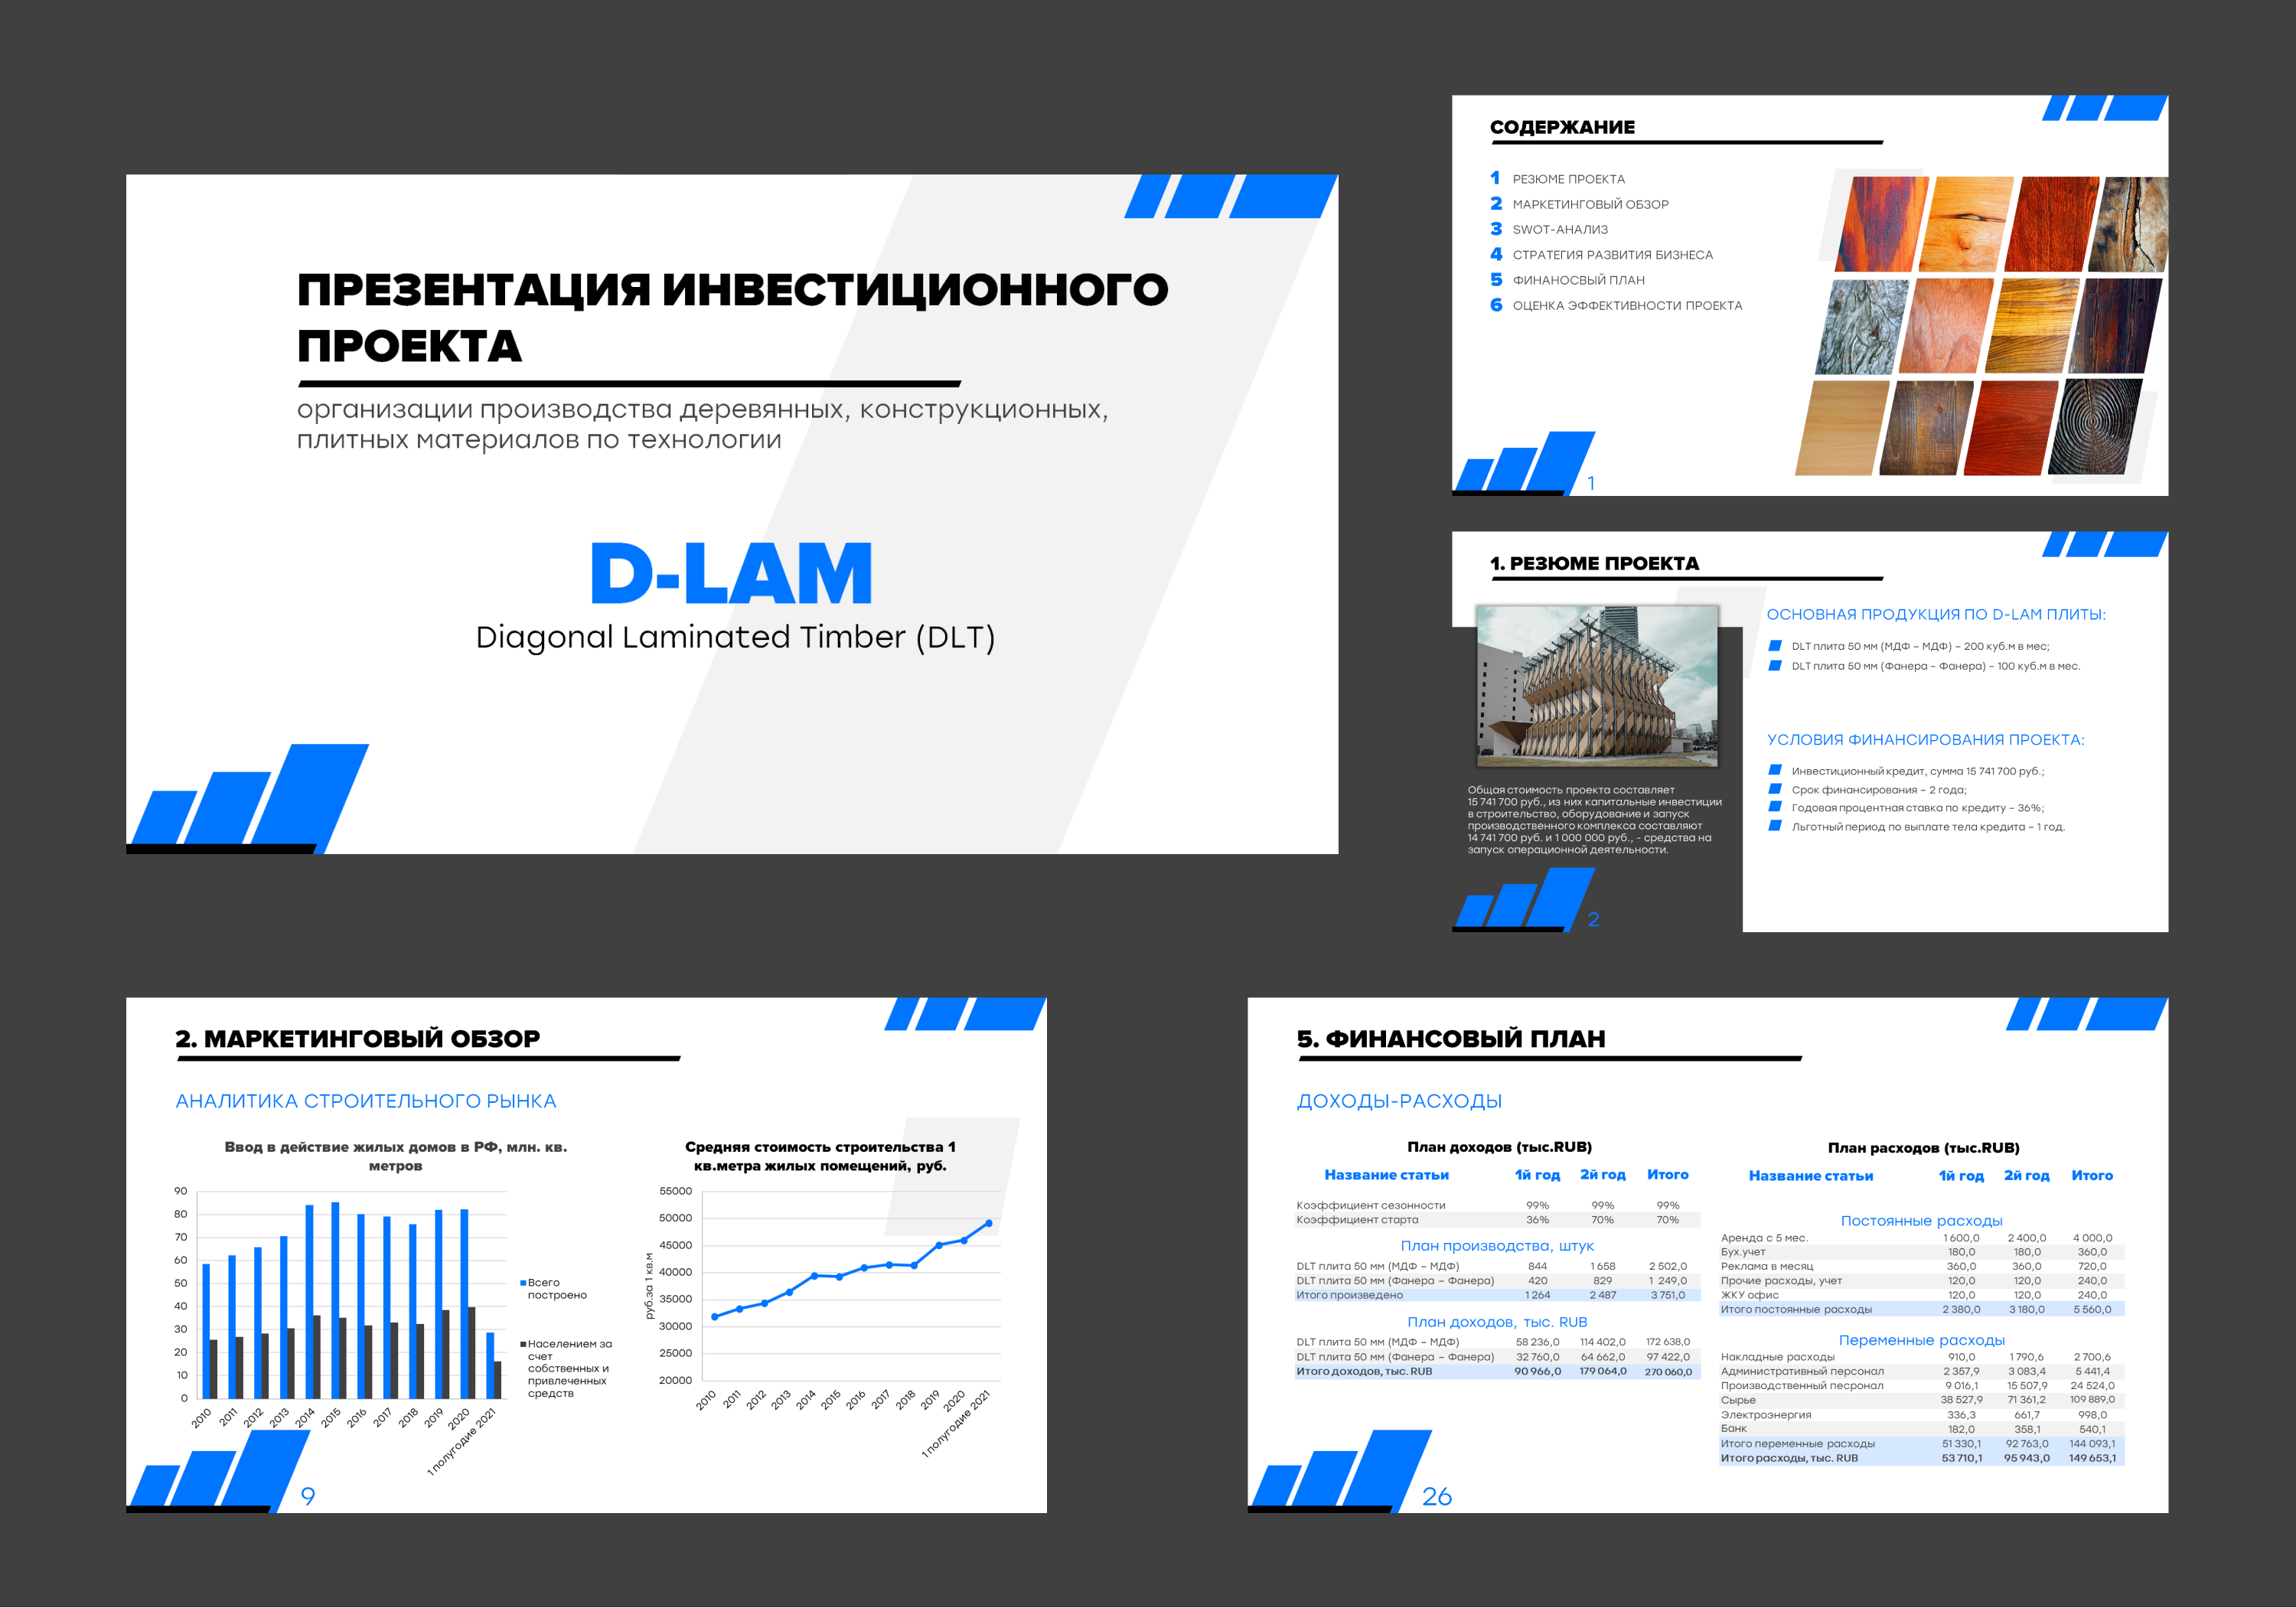 ПРЕЗЕНТАЦИЯ ИНВЕСТИЦИОННОГО
ПРОЕКТА
организации производства деревянных, конструкционных,
плитных материалов по технологии
D-LAM
Diagonal Laminated Timber (DLT)
СОДЕРЖАНИЕ
1 РЕЗЮМЕ ПРОЕКТА
2 МАРКЕТИНГОВЫЙ ОБЗОР
3 SWOT-АНАЛИЗ
4 СТРАТЕГИЯ РАЗВИТИЯ БИЗНЕСА
5 ФИНАНОСВЫЙ ПЛАН
6 ОЦЕНКА ЭФФЕКТИВНОСТИ ПРОЕКТА
1
1. РЕЗЮМЕ ПРОЕКТА
Общая стоимость проекта составляет
15 741 700 руб., из них капитальные инвестиции
в строительство, оборудование и запуск
производственного комплекса составляют
14 741 700 руб. и 1 000 000 руб., - средства на
запуск операционной деятельности.
ОСНОВНАЯ ПРОДУКЦИЯ ПО D-LAM ПЛИТЫ:
DLT плита 50 мм (МДФ – МДФ) – 200 куб.м в мес;
DLT плита 50 мм (Фанера – Фанера) – 100 куб.м в мес.
УСЛОВИЯ ФИНАНСИРОВАНИЯ ПРОЕКТА:
Инвестиционный кредит, сумма 15 741 700 руб.;
Срок финансирования – 2 года;
Годовая процентная ставка по кредиту – 36%;
Льготный период по выплате тела кредита – 1 год.
2
2. МАРКЕТИНГОВЫЙ ОБЗОР
АНАЛИТИКА СТРОИТЕЛЬНОГО РЫНКА
Ввод в действие жилых домов в РФ, млн. кв.
метров
90
80
70
60
50
40
30
20
10
0
2010 2011 2012 2013 2014 2015 2016 2017 2018 2019 2020 1 полугодие 2021
Всего
построено
Населением за
счет
собственных и
привлеченных
средств
Средняя стоимость строительства 1
кв.метра жилых помещений, руб.
руб.за 1 кв.м
55000
50000
45000
40000
35000
30000
25000
20000
2010 2011 2012 2013 2014 2015 2016 2017 2018 2019 2020 1 полугодие 2021
9
5. ФИНАНСОВЫЙ ПЛАН
ДОХОДЫ-РАСХОДЫ
План доходов (тыс.RUB)
Название статьи 1й год 2й год Итого
Коэффициент сезонности 99% 99% 99%
Коэффициент старта 36% 70% 70%
План производства, штук
DLT плита 50 мм (МДФ – МДФ) 844 1 658 2 502,0
DLT плита 50 мм (Фанера – Фанера) 420 829 1 249,0
Итого произведено 1 264 2 487 3 751,0
План доходов, тыс. RUB
DLT плита 50 мм (МДФ – МДФ) 58 236,0 114 402,0 172 638,0
DLT плита 50 мм (Фанера – Фанера) 32 760,0 64 662,0 97 422,0
Итого доходов, тыс. RUB 90 966,0 179 064,0 270 060,0
План расходов (тыс.RUB)
Название статьи 1й год 2й год Итого
Постоянные расходы
Аренда с 5 мес. 1 600,0 2 400,0 4 000,0
Бух.учет 180,0 180,0 360,0
Реклама в месяц 360,0 360,0 720,0
Прочие расходы, учет 120,0 120,0 240,0
ЖКУ офис 120,0 120,0 240,0
Итого постоянные расходы 2 380,0 3 180,0 5 560,0
Переменные расходы
Накладные расходы 910,0 1 790,6 2 700,6
Административный персонал 2 357,9 3 083,4 5 441,4
Производственный песронал 9 016,1 15 507,9 24 524,0
Сырье 38 527,9 71 361,2 109 889,0
Электроэнергия 336,3 661,7 998,0
Банк 182,0 358,1 540,1
Итого переменные расходы 51 330,1 92 763,0 144 093,1
Итого расходы, тыс. RUB 53 710,1 95 943,0 149 653,1
26